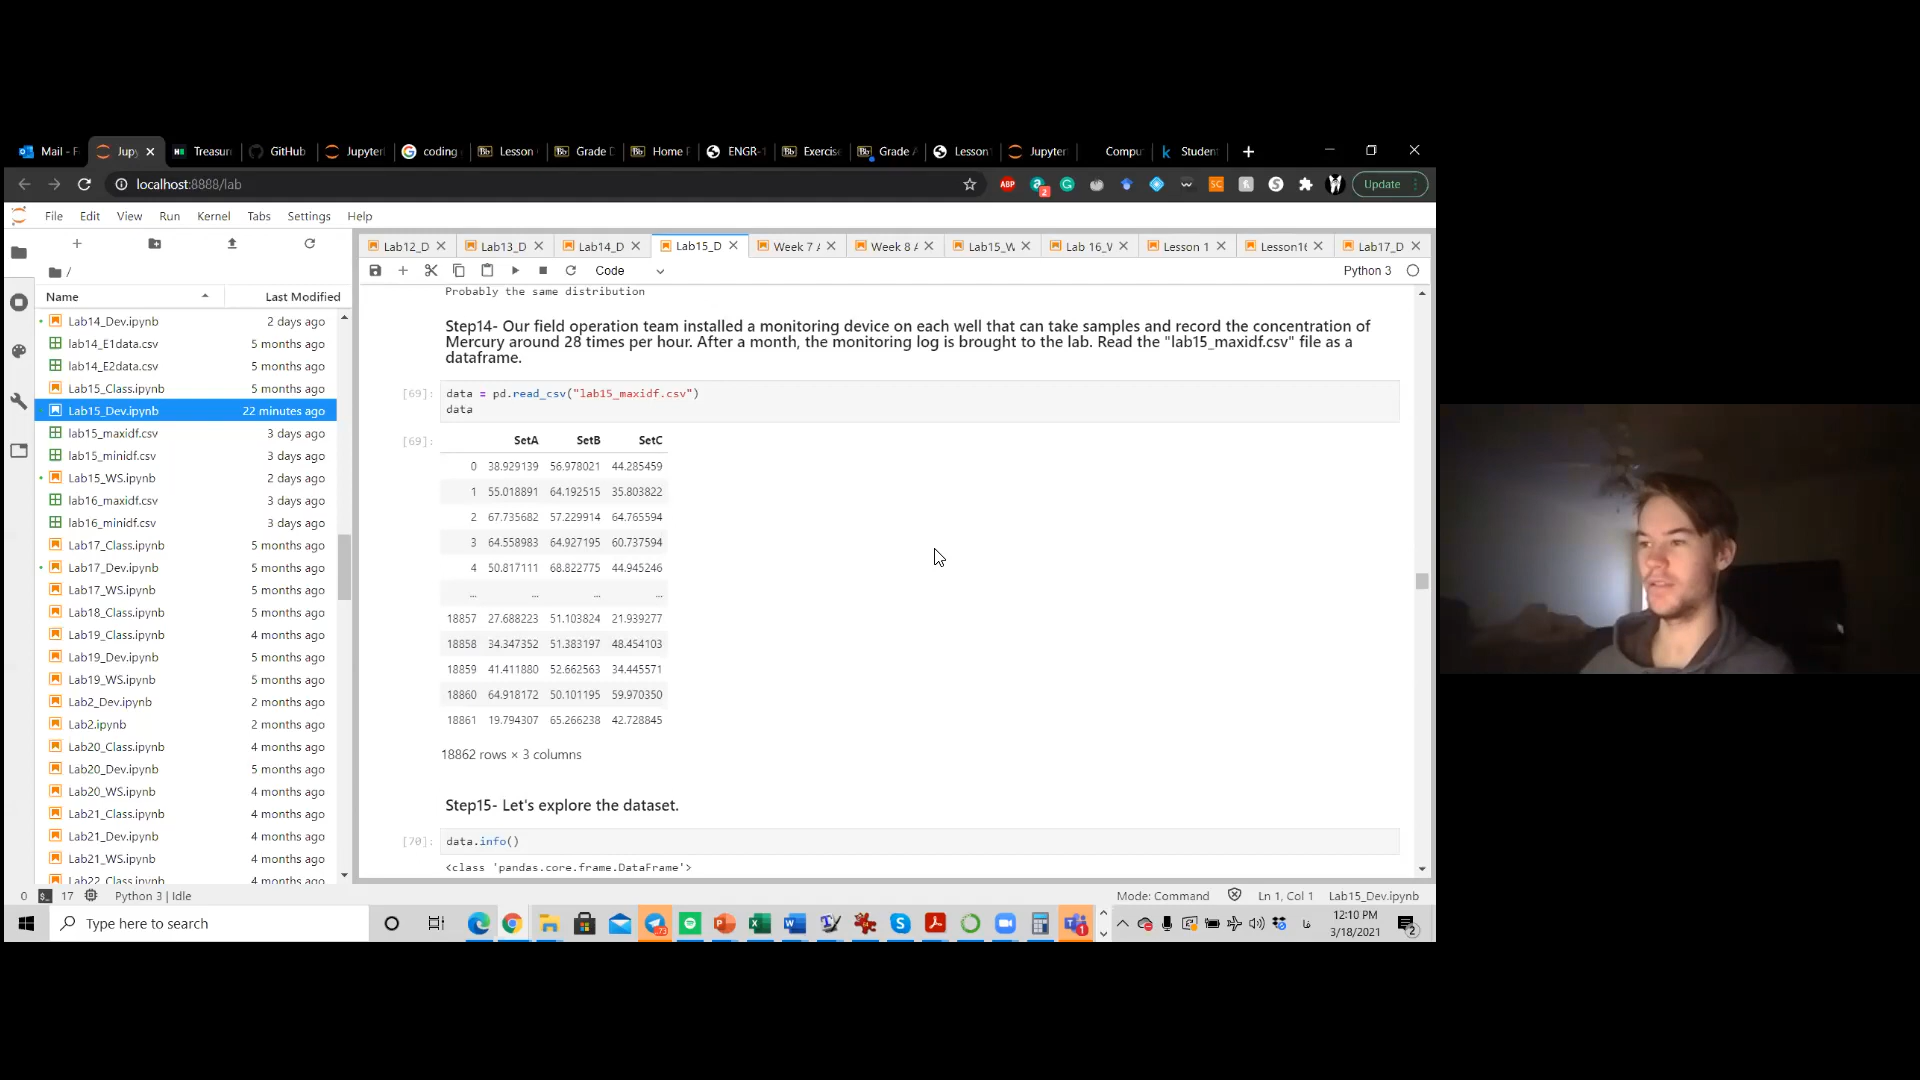 Mail - F
Jupy
Treasur
GitHub
Jupyter
coding
Lesson
Grade D
Home P
ENGR-1
Exercise
Grade A
Lesson
Jupyter
Compu
Student
localhost:8888/lab
ABP
2
SC
Update
File Edit View Run Kernel Tabs Settings Help
Lab12_D
Lab13_D
Lab14_D
Lab15_D
Week 7 A
Week 8 A
Lab15_W
Lab 16_V
Lesson 1
Lesson16
Lab17_D
Code
Python 3
/
Name Last Modified
Lab14_Dev.ipynb 2 days ago
lab14_E1data.csv 5 months ago
lab14_E2data.csv 5 months ago
Lab15_Class.ipynb 5 months ago
Lab15_Dev.ipynb 22 minutes ago
lab15_maxidf.csv 3 days ago
lab15_minidf.csv 3 days ago
Lab15_WS.ipynb 2 days ago
lab16_maxidf.csv 3 days ago
lab16_minidf.csv 3 days ago
Lab17_Class.ipynb 5 months ago
Lab17_Dev.ipynb 5 months ago
Lab17_WS.ipynb 5 months ago
Lab18_Class.ipynb 5 months ago
Lab19_Class.ipynb 4 months ago
Lab19_Dev.ipynb 5 months ago
Lab19_WS.ipynb 5 months ago
Lab2_Dev.ipynb 2 months ago
Lab2.ipynb 2 months ago
Lab20_Class.ipynb 4 months ago
Lab20_Dev.ipynb 5 months ago
Lab20_WS.ipynb 4 months ago
Lab21_Class.ipynb 4 months ago
Lab21_Dev.ipynb 4 months ago
Lab21_WS.ipynb 4 months ago
Lab22_Class.ipynb 4 months ago
Probably the same distribution
Step14- Our field operation team installed a monitoring device on each well that can take samples and record the concentration of
Mercury around 28 times per hour. After a month, the monitoring log is brought to the lab. Read the "lab15_maxidf.csv" file as a
dataframe.
[69]: data = pd.read_csv("lab15_maxidf.csv")
data
[69]: SetA SetB SetC
0 38.929139 56.978021 44.285459
1 55.018891 64.192515 35.803822
2 67.735682 57.229914 64.765594
3 64.558983 64.927195 60.737594
4 50.817111 68.822775 44.945246
... ... ... ...
18857 27.688223 51.103824 21.939277
18858 34.347352 51.383197 48.454103
18859 41.411880 52.662563 34.445571
18860 64.918172 50.101195 59.970350
18861 19.794307 65.266238 42.728845
18862 rows × 3 columns
Step15- Let's explore the dataset.
[70]: data.info()
<class 'pandas.core.frame.DataFrame'>
0 17 Python 3 | Idle
Mode: Command Ln 1, Col 1 Lab15_Dev.ipynb
Type here to search
73
1
12:10 PM
3/18/2021
2